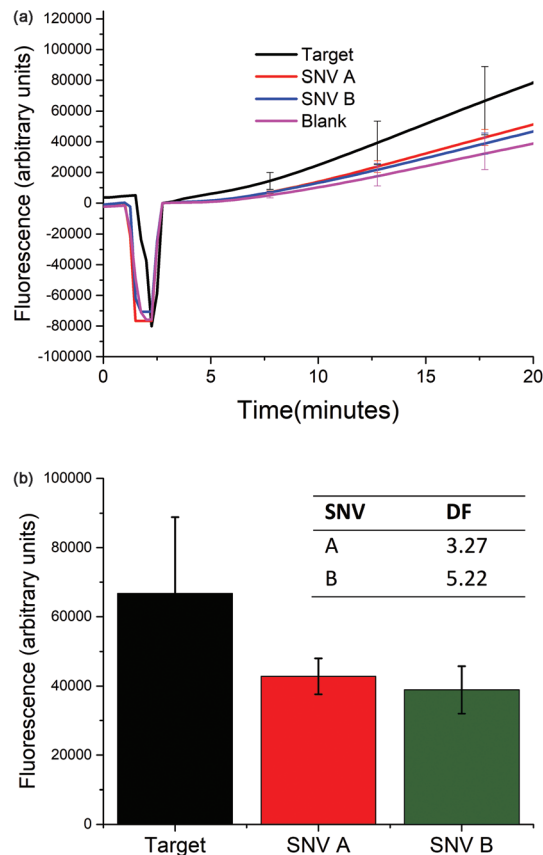 (a)
120000
100000
80000
60000
40000
20000
0
-20000
-40000
-60000
-80000
-100000
Fluorescence (arbitrary units)
Target
SNV A
SNV B
Blank
0 5 10 15 20
Time(minutes)
(b)
100000
80000
60000
40000
20000
0
Fluorescence (arbitrary units)
SNV DF
A 3.27
B 5.22
Target SNV A SNV B